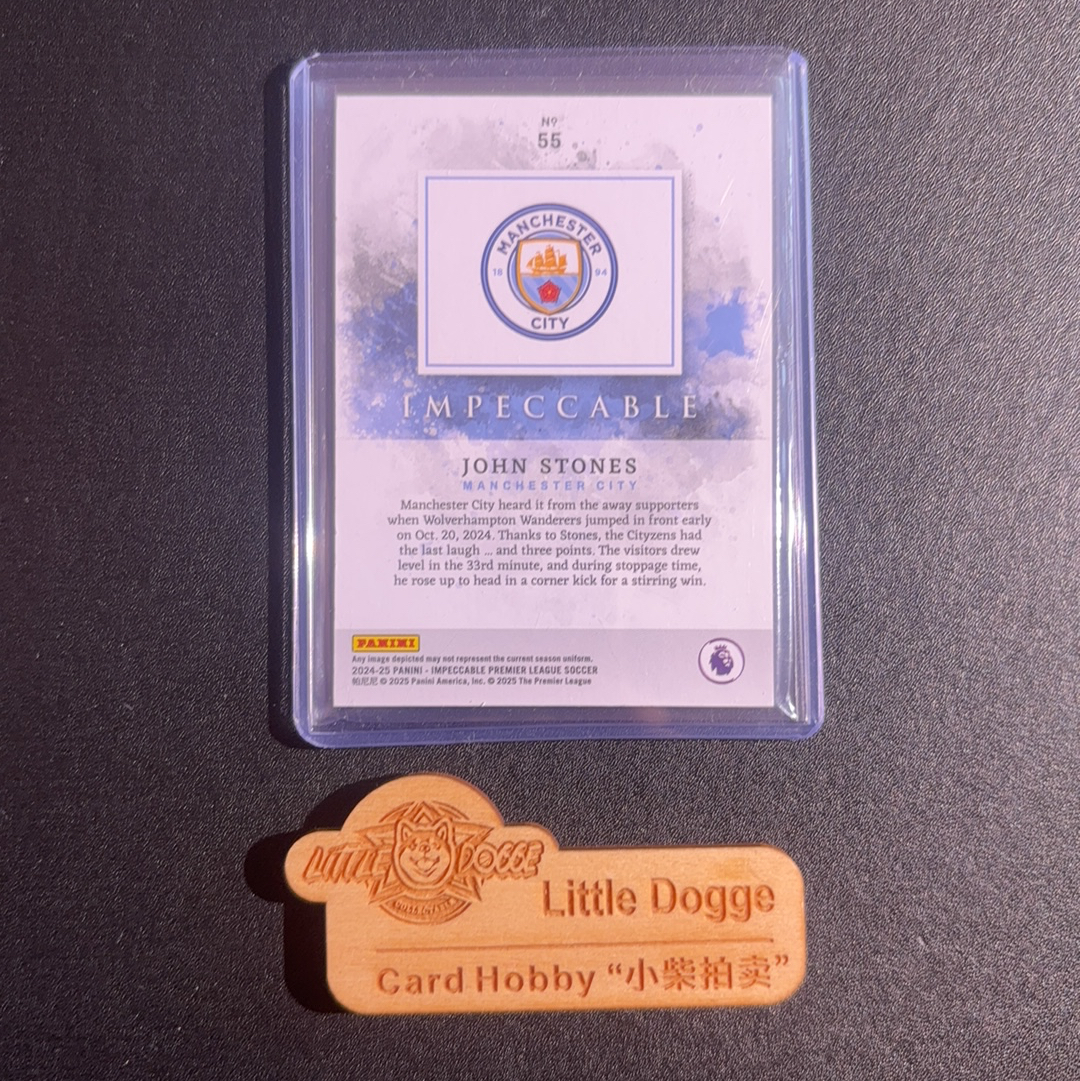 Nº
55
MANCHESTER
18 94
CITY
IMPECCABLE
JOHN STONES
MANCHESTER CITY
Manchester City heard it from the away supporters
when Wolverhampton Wanderers jumped in front early
on Oct. 20, 2024. Thanks to Stones, the Cityzens had
the last laugh ... and three points. The visitors drew
level in the 33rd minute, and during stoppage time,
he rose up to head in a corner kick for a stirring win.
PANINI
Any image depicted may not represent the current season uniform.
2024-25 PANINI - IMPECCABLE PREMIER LEAGUE SOCCER
帕尼尼 © 2025 Panini America, Inc. © 2025 The Premier League
LITTLE DOGGE
Little Dogge
Card Hobby “小柴拍卖”